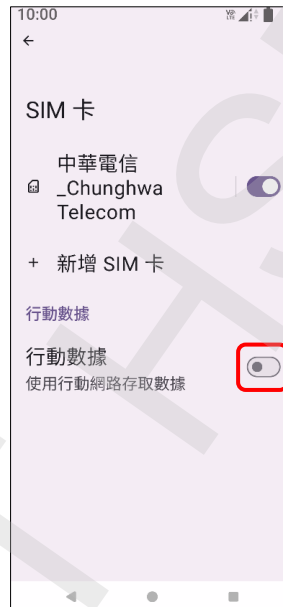 10:00
SIM 卡
中華電信
_Chunghwa
Telecom
+ 新增 SIM 卡
行動數據
行動數據
使用行動網路存取數據